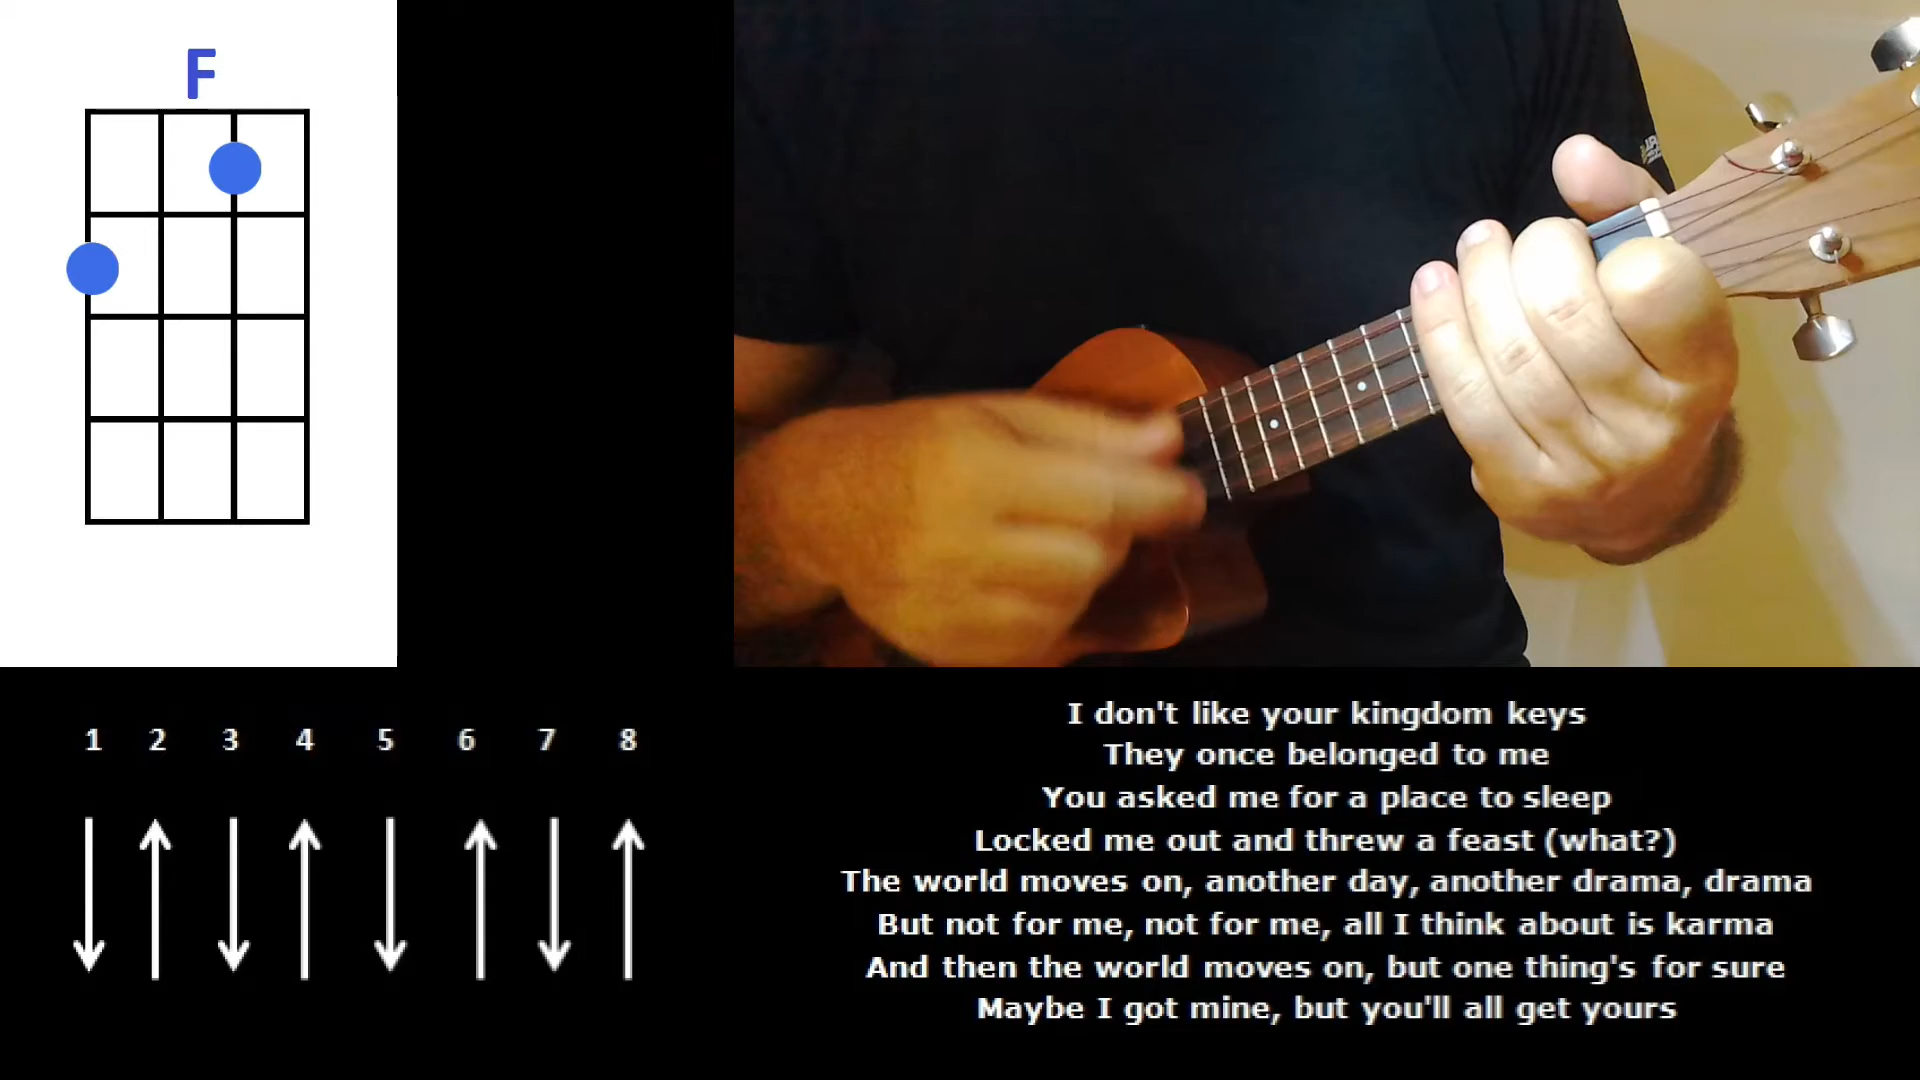 F
1 2 3 4 5 6 7 8
I don't like your kingdom keys
They once belonged to me
You asked me for a place to sleep
Locked me out and threw a feast (what?)
The world moves on, another day, another drama, drama
But not for me, not for me, all I think about is karma
And then the world moves on, but one thing's for sure
Maybe I got mine, but you'll all get yours